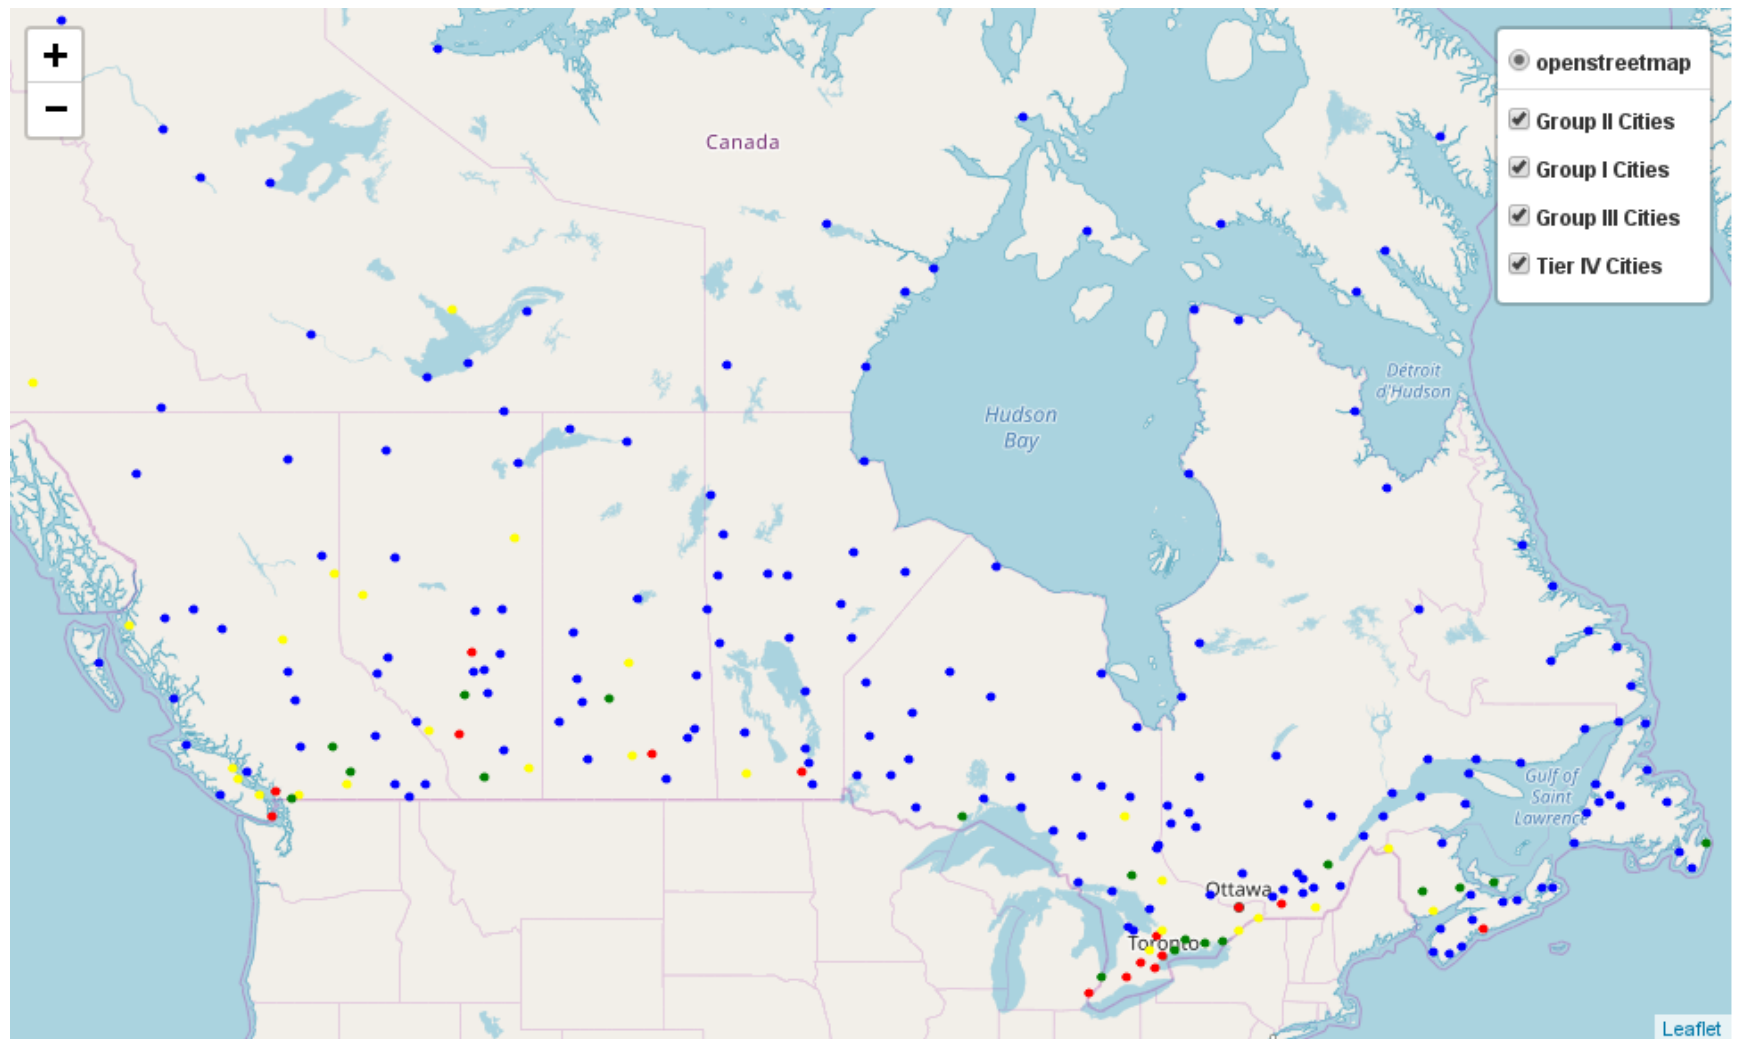 +
−
Canada
openstreetmap
Group II Cities
Group I Cities
Group III Cities
Tier IV Cities
Détroit
d'Hudson
Hudson
Bay
Gulf of
Saint
Lawrence
Ottawa
Toronto
Leaflet